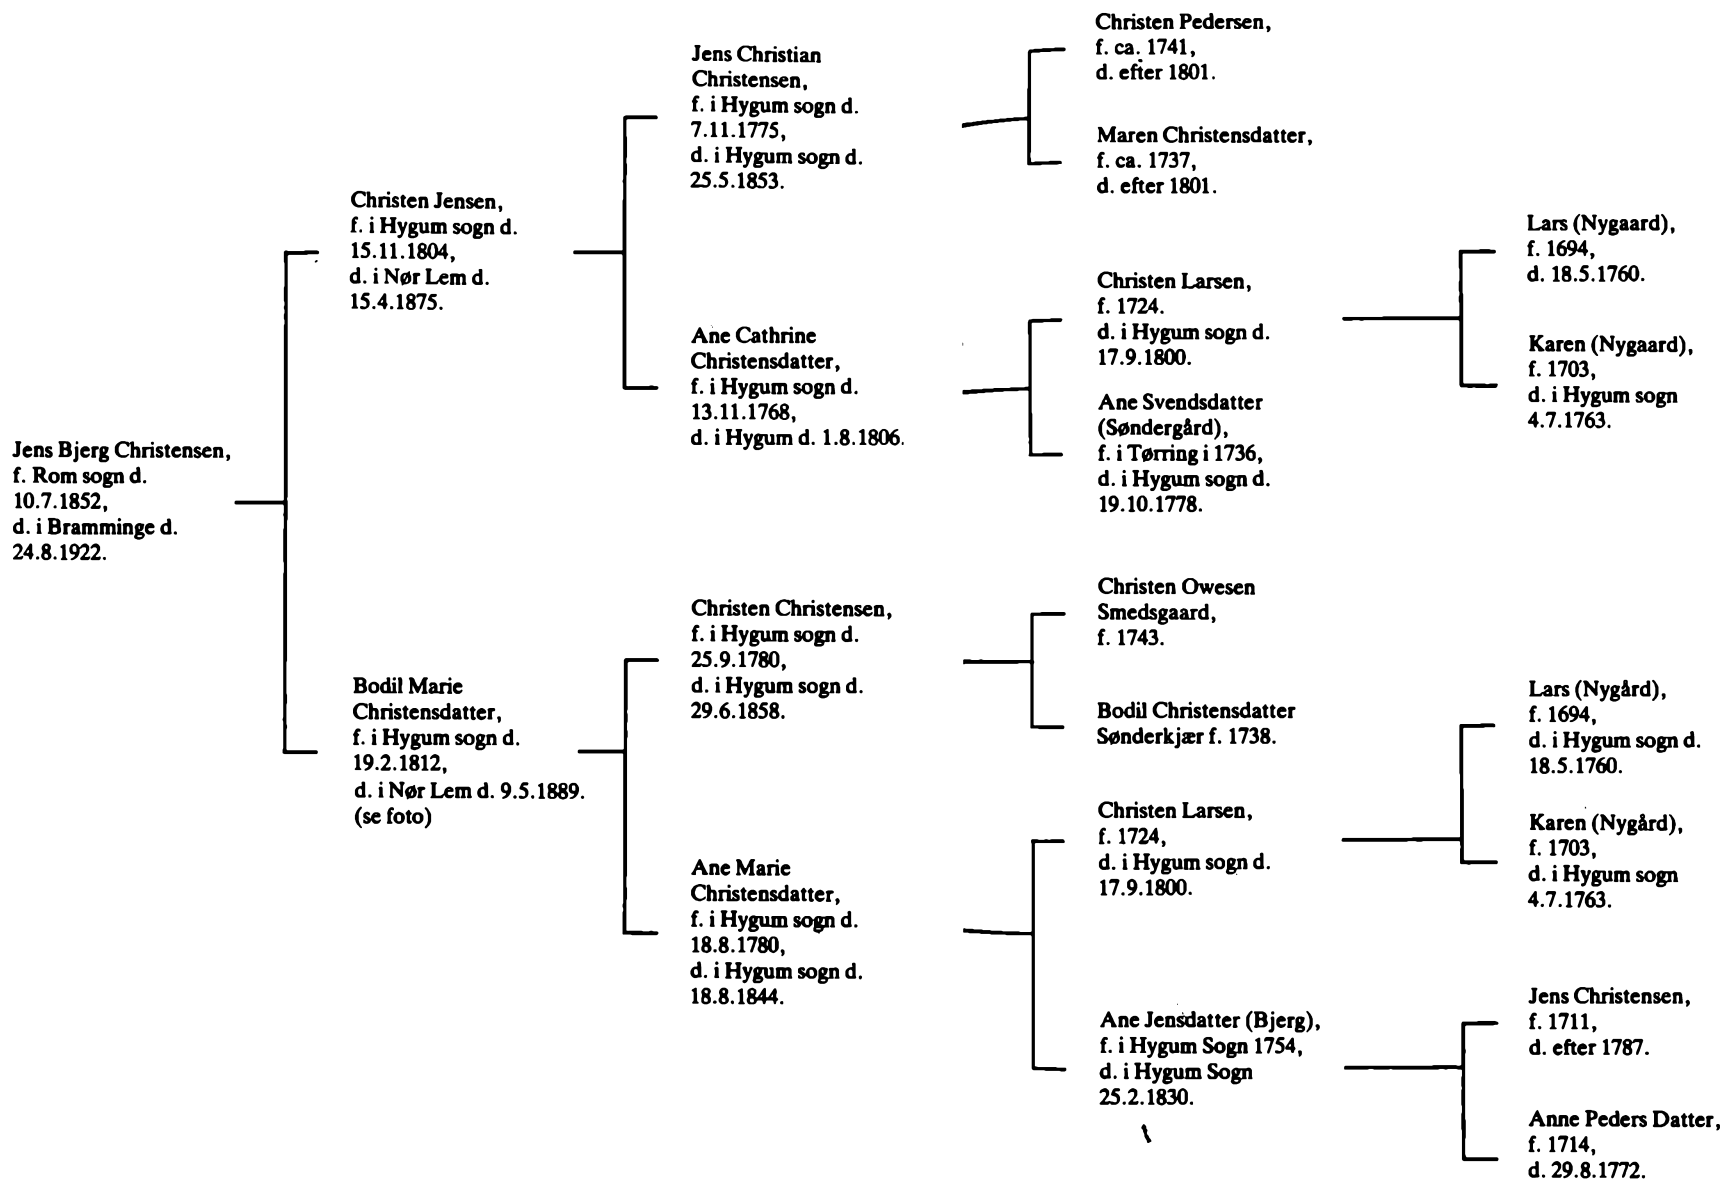 Jens Bjerg Christensen,
f. Rom sogn d.
10.7.1852,
d. i Bramminge d.
24.8.1922.
Christen Jensen,
f. i Hygum sogn d.
15.11.1804,
d. i Nør Lem d.
15.4.1875.
Bodil Marie
Christensdatter,
f. i Hygum sogn d.
19.2.1812,
d. i Nør Lem d. 9.5.1889.
(se foto)
Jens Christian
Christensen,
f. i Hygum sogn d.
7.11.1775,
d. i Hygum sogn d.
25.5.1853.
Ane Cathrine
Christensdatter,
f. i Hygum sogn d.
13.11.1768,
d. i Hygum d. 1.8.1806.
Christen Christensen,
f. i Hygum sogn d.
25.9.1780,
d. i Hygum sogn d.
29.6.1858.
Ane Marie
Christensdatter,
f. i Hygum sogn d.
18.8.1780,
d. i Hygum sogn d.
18.8.1844.
Christen Pedersen,
f. ca. 1741,
d. efter 1801.
Maren Christensdatter,
f. ca. 1737,
d. efter 1801.
Christen Larsen,
f. 1724.
d. i Hygum sogn d.
17.9.1800.
Ane Svendsdatter
(Søndergård),
f. i Tørring i 1736,
d. i Hygum sogn d.
19.10.1778.
Christen Owesen
Smedsgaard,
f. 1743.
Bodil Christensdatter
Sønderkjær f. 1738.
Christen Larsen,
f. 1724,
d. i Hygum sogn d.
17.9.1800.
Ane Jensdatter (Bjerg),
f. i Hygum Sogn 1754,
d. i Hygum Sogn
25.2.1830.
Lars (Nygaard),
f. 1694,
d. 18.5.1760.
Karen (Nygaard),
f. 1703,
d. i Hygum sogn
4.7.1763.
Lars (Nygård),
f. 1694,
d. i Hygum sogn d.
18.5.1760.
Karen (Nygård),
f. 1703,
d. i Hygum sogn
4.7.1763.
Jens Christensen,
f. 1711,
d. efter 1787.
Anne Peders Datter,
f. 1714,
d. 29.8.1772.